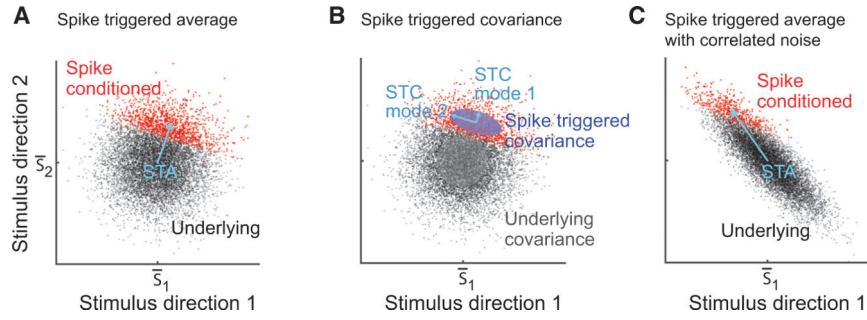 A
Spike triggered average
Spike
conditioned
STA
Underlying
Stimulus direction 2
S̄2
S̄1
Stimulus direction 1
B
Spike triggered covariance
STC
mode 1
STC
mode 2
Spike triggered
covariance
Underlying
covariance
S̄1
Stimulus direction 1
C
Spike triggered average
with correlated noise
Spike
conditioned
STA
Underlying
S̄1
Stimulus direction 1